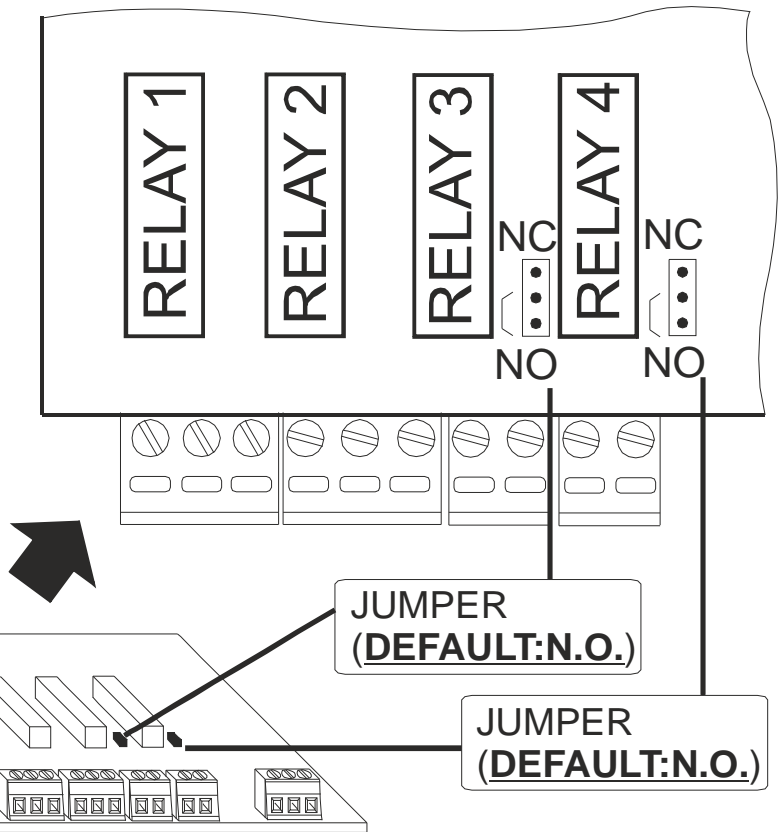 RELAY 1
RELAY 2
RELAY 3
RELAY 4
NC
NC
NO
NO
JUMPER
(DEFAULT:N.O.)
JUMPER
(DEFAULT:N.O.)